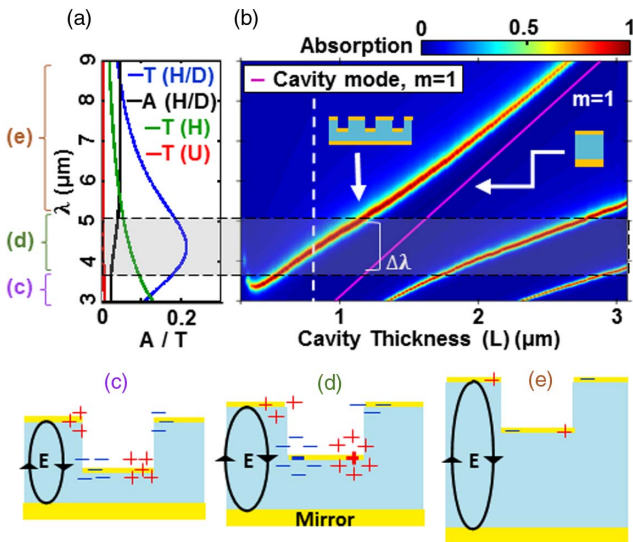 (a)
(b)
Absorption
0
0.5
1
T (H/D)
A (H/D)
T (H)
T (U)
Cavity mode, m=1
m=1
(e)
(d)
(c)
λ (μm)
9
8
7
6
5
4
3
Δλ
0
0.2
A / T
1
2
3
Cavity Thickness (L) (μm)
(c)
(d)
(e)
E
E
E
Mirror